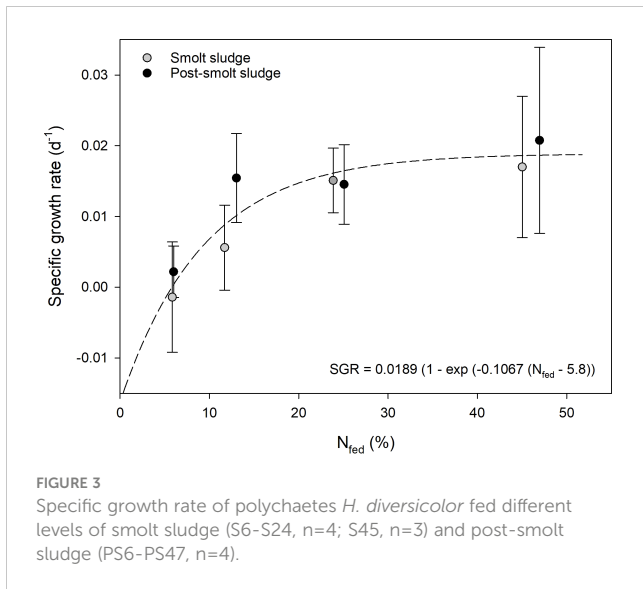 Smolt sludge
Post-smolt sludge
Specific growth rate (d⁻¹)
0.03
0.02
0.01
0.00
-0.01
SGR = 0.0189 (1 - exp (-0.1067 (N_fed - 5.8))
0
10
20
30
40
50
N_fed (%)
FIGURE 3
Specific growth rate of polychaetes H. diversicolor fed different
levels of smolt sludge (S6-S24, n=4; S45, n=3) and post-smolt
sludge (PS6-PS47, n=4).